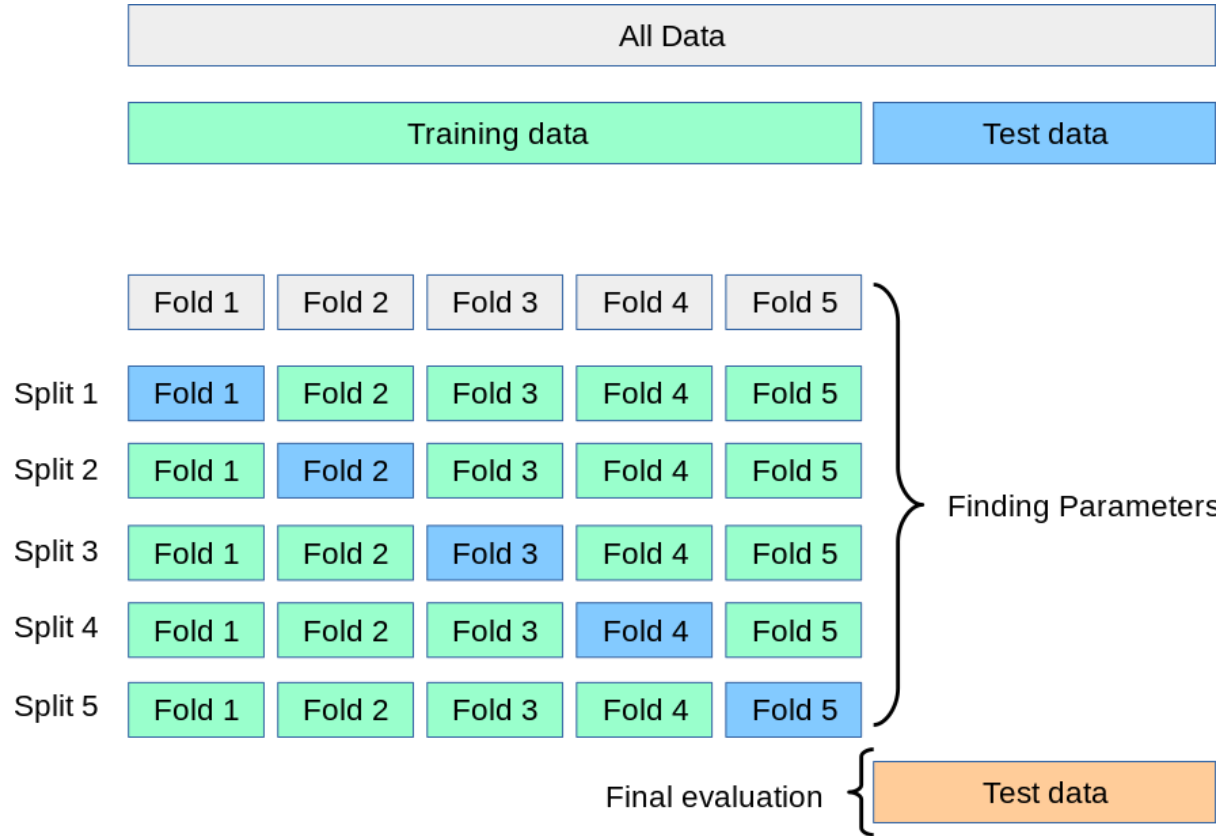 All Data
Training data Test data
Fold 1 Fold 2 Fold 3 Fold 4 Fold 5
Split 1 Fold 1 Fold 2 Fold 3 Fold 4 Fold 5
Split 2 Fold 1 Fold 2 Fold 3 Fold 4 Fold 5
Finding Parameters
Split 3 Fold 1 Fold 2 Fold 3 Fold 4 Fold 5
Split 4 Fold 1 Fold 2 Fold 3 Fold 4 Fold 5
Split 5 Fold 1 Fold 2 Fold 3 Fold 4 Fold 5
Final evaluation Test data